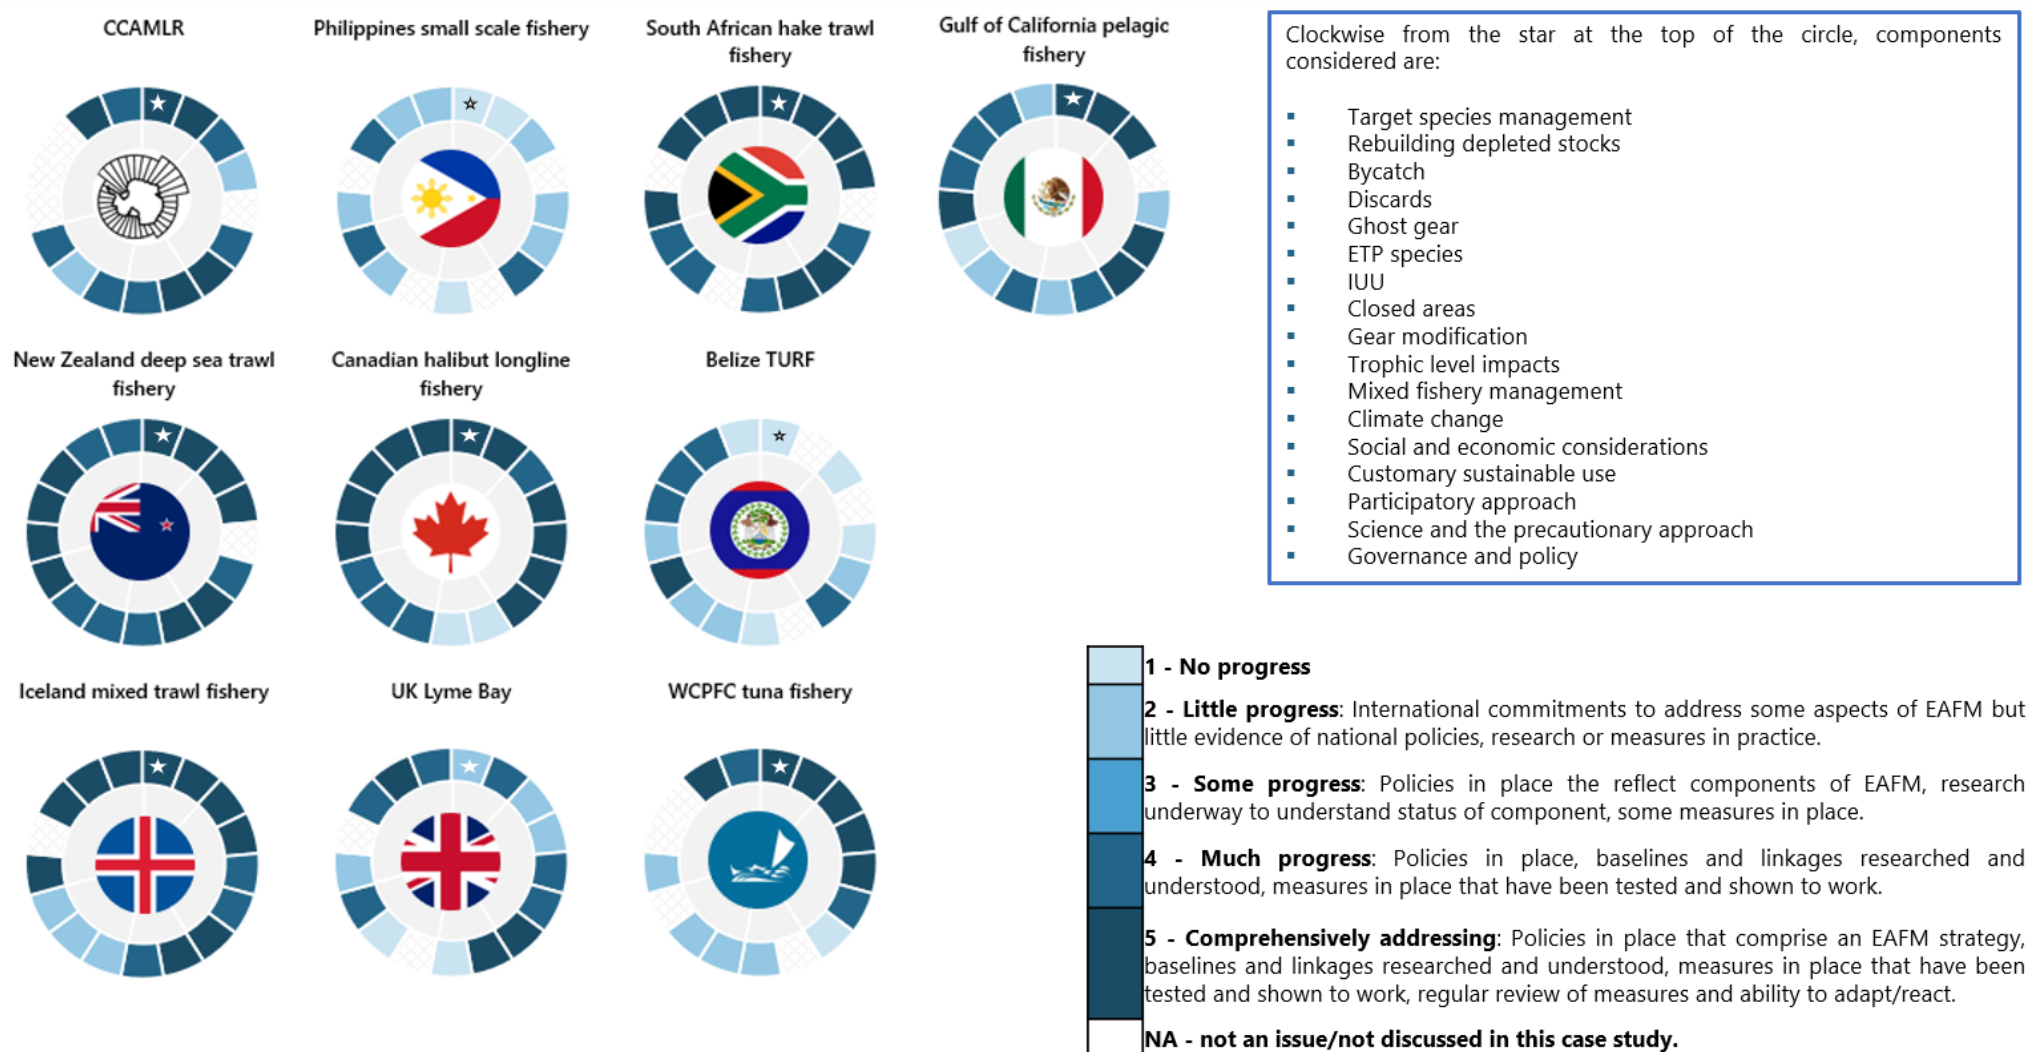 CCAMLR
Philippines small scale fishery
South African hake trawl
fishery
Gulf of California pelagic
fishery
New Zealand deep sea trawl
fishery
Canadian halibut longline
fishery
Belize TURF
Iceland mixed trawl fishery
UK Lyme Bay
WCPFC tuna fishery
Clockwise from the star at the top of the circle, components
considered are:
Target species management
Rebuilding depleted stocks
Bycatch
Discards
Ghost gear
ETP species
IUU
Closed areas
Gear modification
Trophic level impacts
Mixed fishery management
Climate change
Social and economic considerations
Customary sustainable use
Participatory approach
Science and the precautionary approach
Governance and policy
1 - No progress
2 - Little progress: International commitments to address some aspects of EAFM but
little evidence of national policies, research or measures in practice.
3 - Some progress: Policies in place the reflect components of EAFM, research
underway to understand status of component, some measures in place.
4 - Much progress: Policies in place, baselines and linkages researched and
understood, measures in place that have been tested and shown to work.
5 - Comprehensively addressing: Policies in place that comprise an EAFM strategy,
baselines and linkages researched and understood, measures in place that have been
tested and shown to work, regular review of measures and ability to adapt/react.
NA - not an issue/not discussed in this case study.